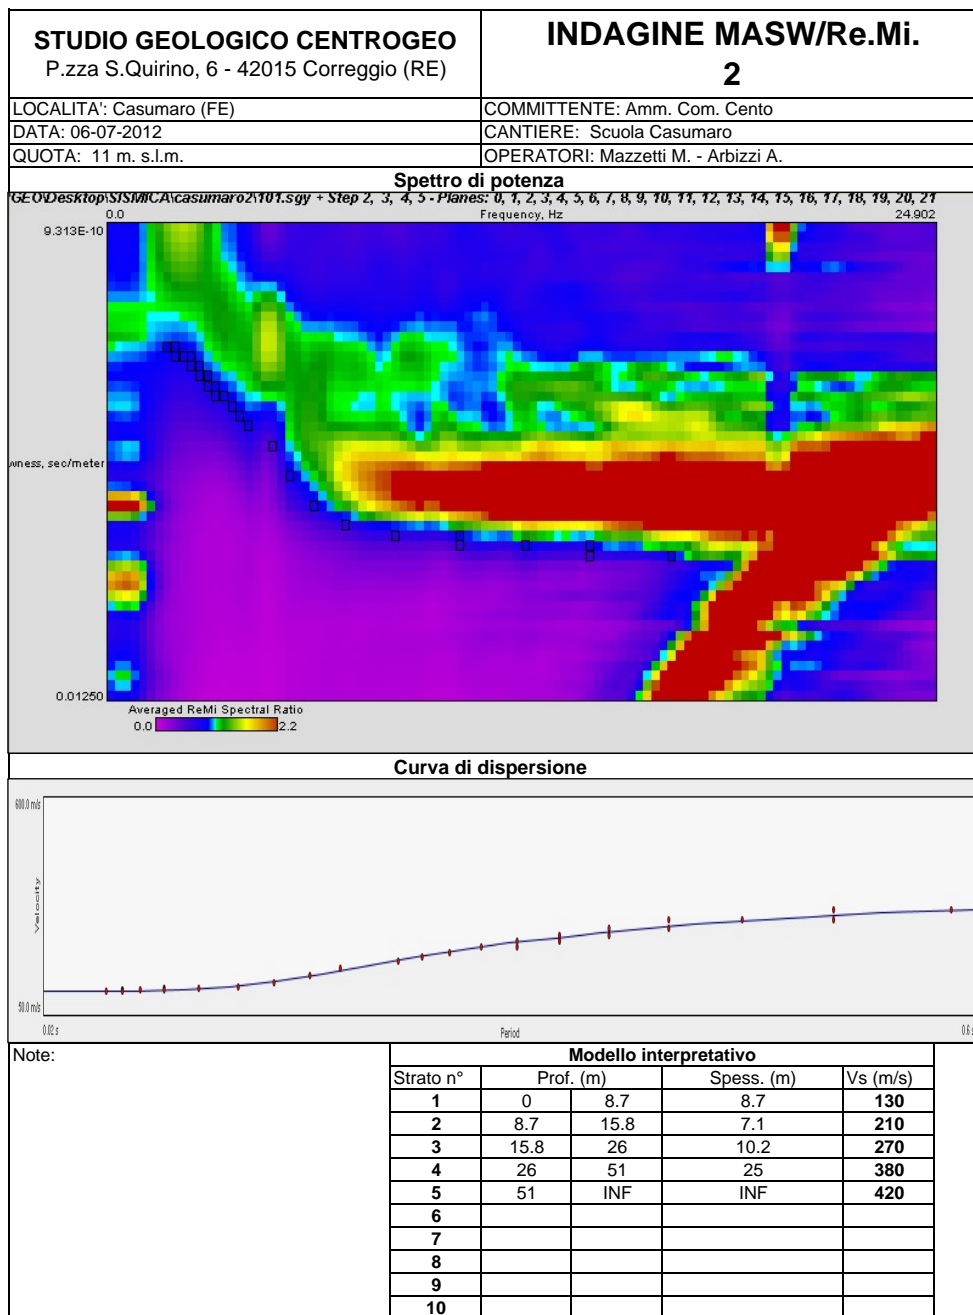 STUDIO GEOLOGICO CENTROGEO
P.zza S.Quirino, 6 - 42015 Correggio (RE)
INDAGINE MASW/Re.Mi.
2
LOCALITA': Casumaro (FE)
COMMITTENTE: Amm. Com. Cento
DATA: 06-07-2012
CANTIERE: Scuola Casumaro
QUOTA: 11 m. s.l.m.
OPERATORI: Mazzetti M. - Arbizzi A.
Spettro di potenza
GEO\Desktop\SISMICA\casumaro2\101.sgy + Step 2, 3, 4, 5 - Planes: 0, 1, 2, 3, 4, 5, 6, 7, 8, 9, 10, 11, 12, 13, 14, 15, 16, 17, 18, 19, 20, 21
0.0 Frequency, Hz 24.902
9.313E-10
wness, sec/meter
0.01250
Averaged ReMi Spectral Ratio
0.0 2.2
Curva di dispersione
600.0 m/s
Velocity
50.0 m/s
0.02 s Period 0.6 s
Note:
Modello interpretativo
Strato n° Prof. (m) Spess. (m) Vs (m/s)
1 0 8.7 8.7 130
2 8.7 15.8 7.1 210
3 15.8 26 10.2 270
4 26 51 25 380
5 51 INF INF 420
6
7
8
9
10